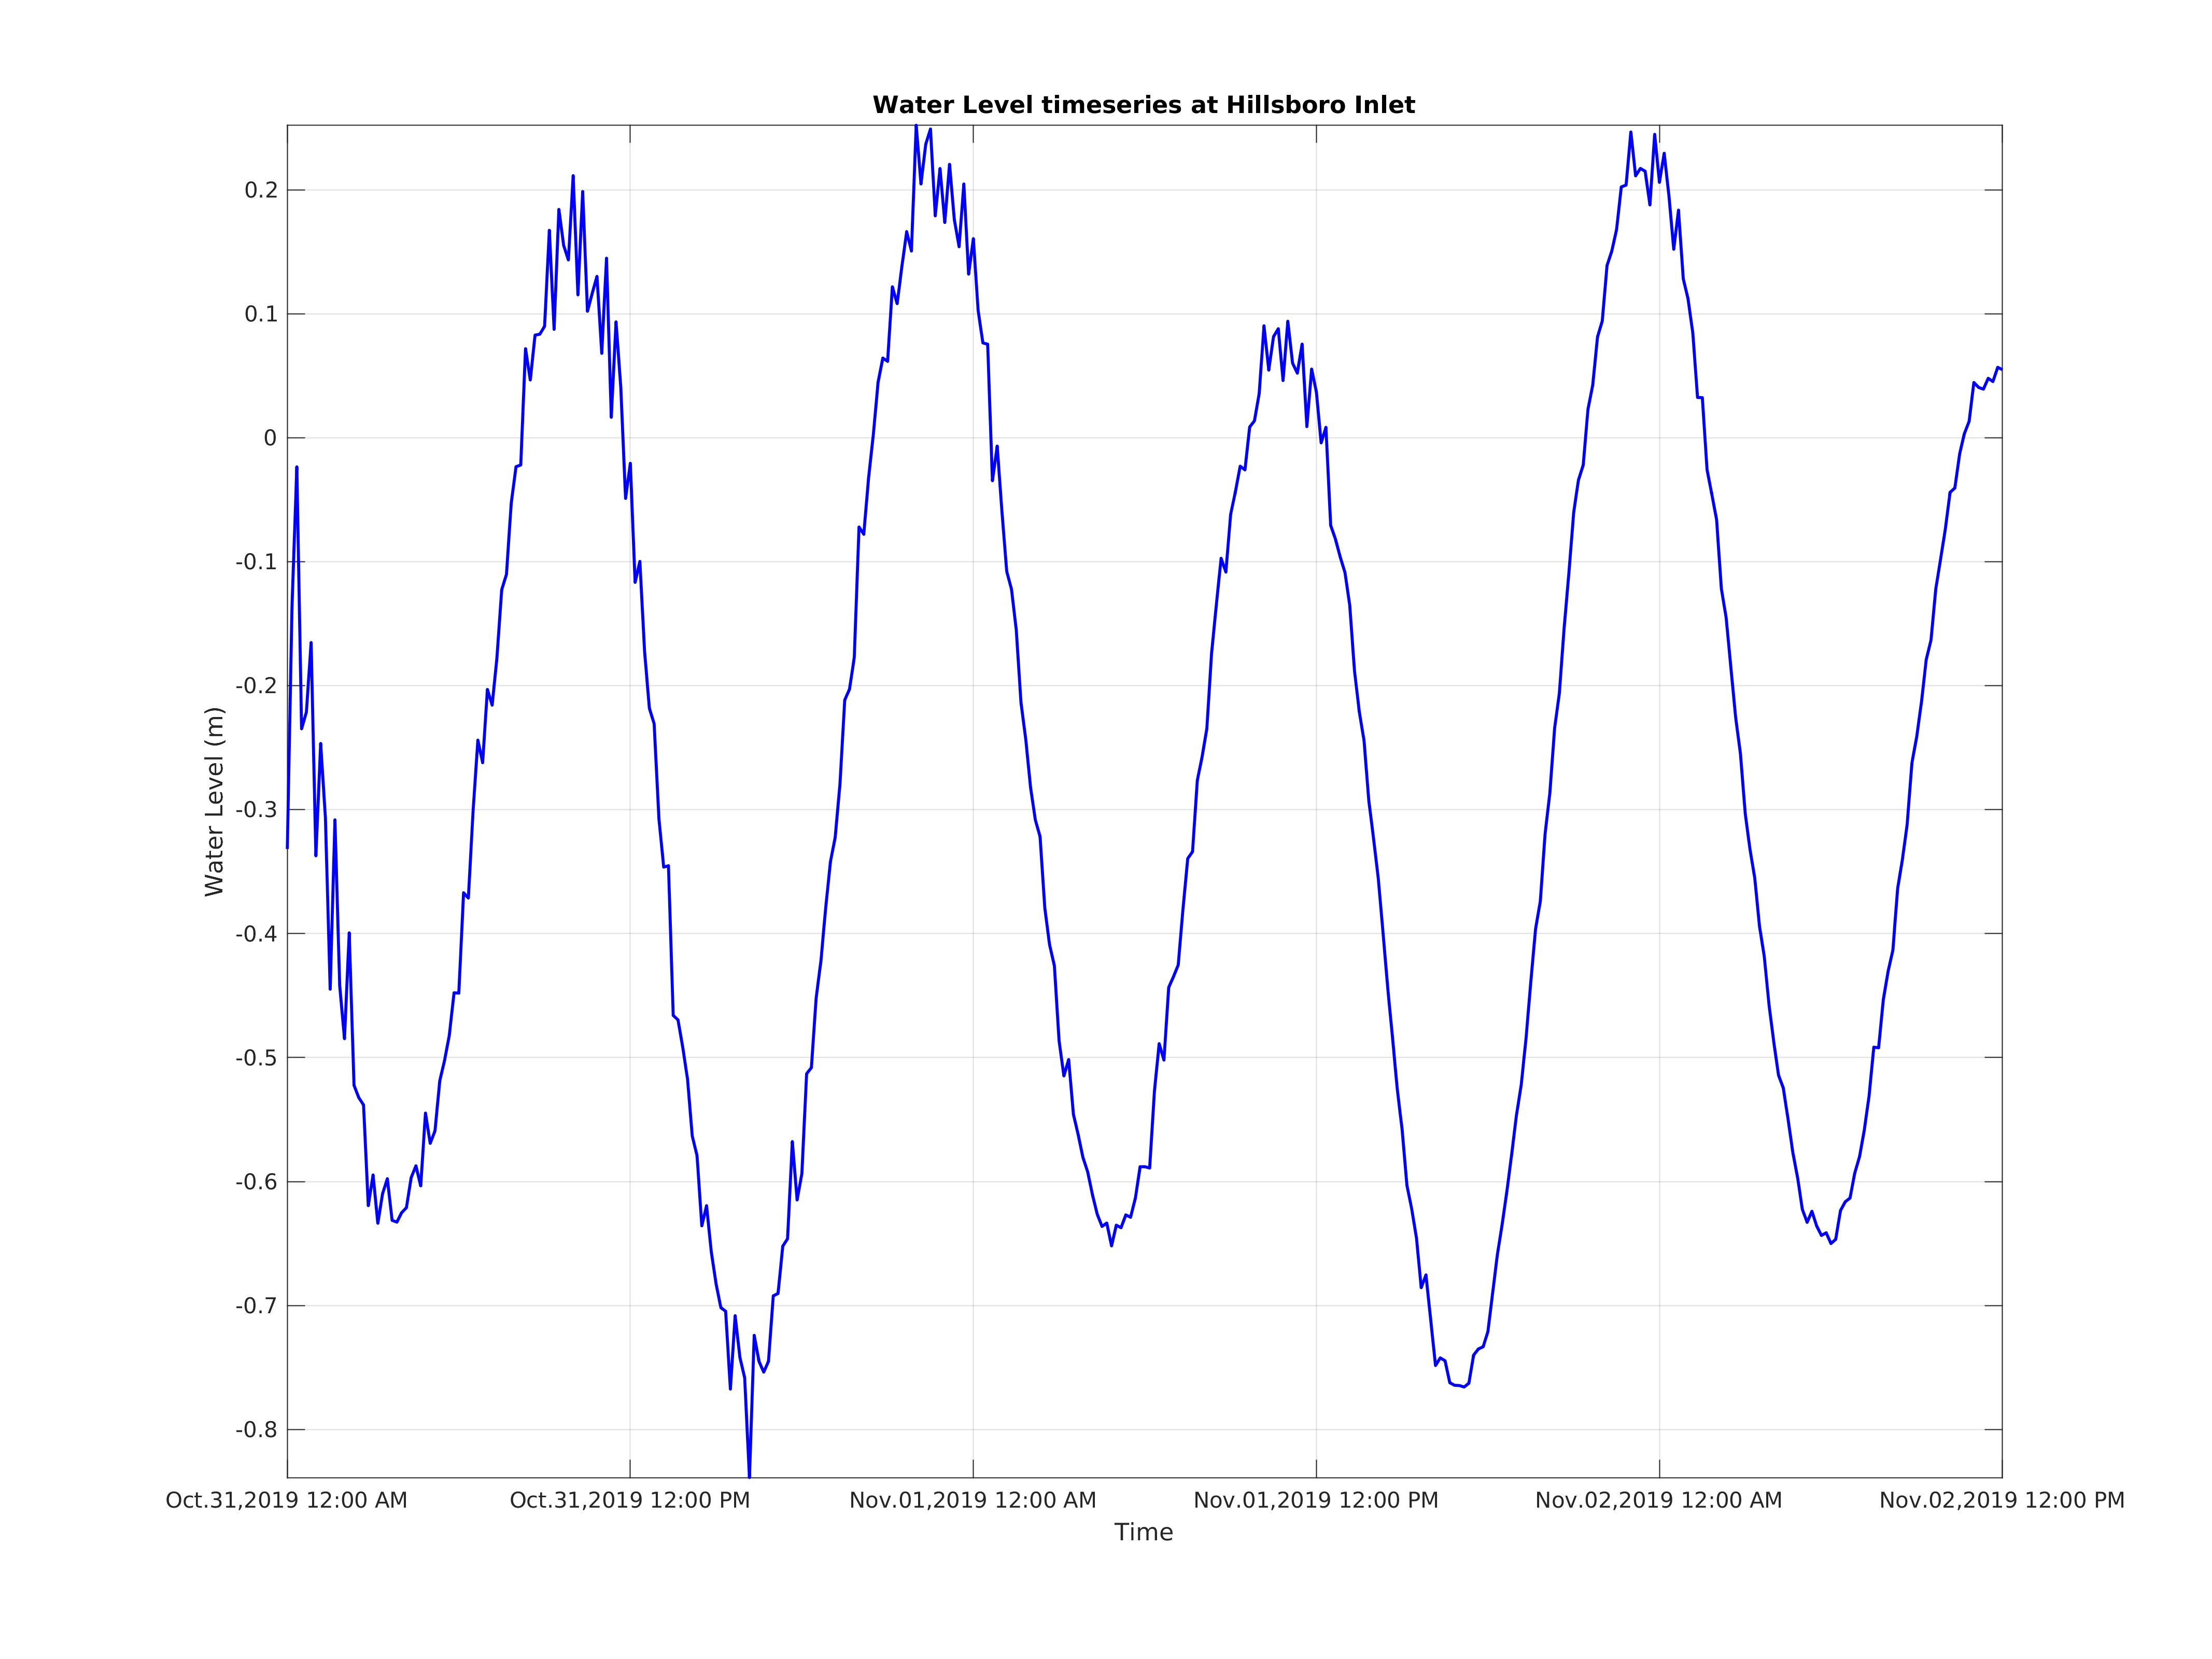 Water Level timeseries at Hillsboro Inlet
0.2
0.1
0
-0.1
-0.2
-0.3
-0.4
-0.5
-0.6
-0.7
-0.8
Water Level (m)
Oct.31,2019 12:00 AM Oct.31,2019 12:00 PM Nov.01,2019 12:00 AM Nov.01,2019 12:00 PM Nov.02,2019 12:00 AM Nov.02,2019 12:00 PM
Time